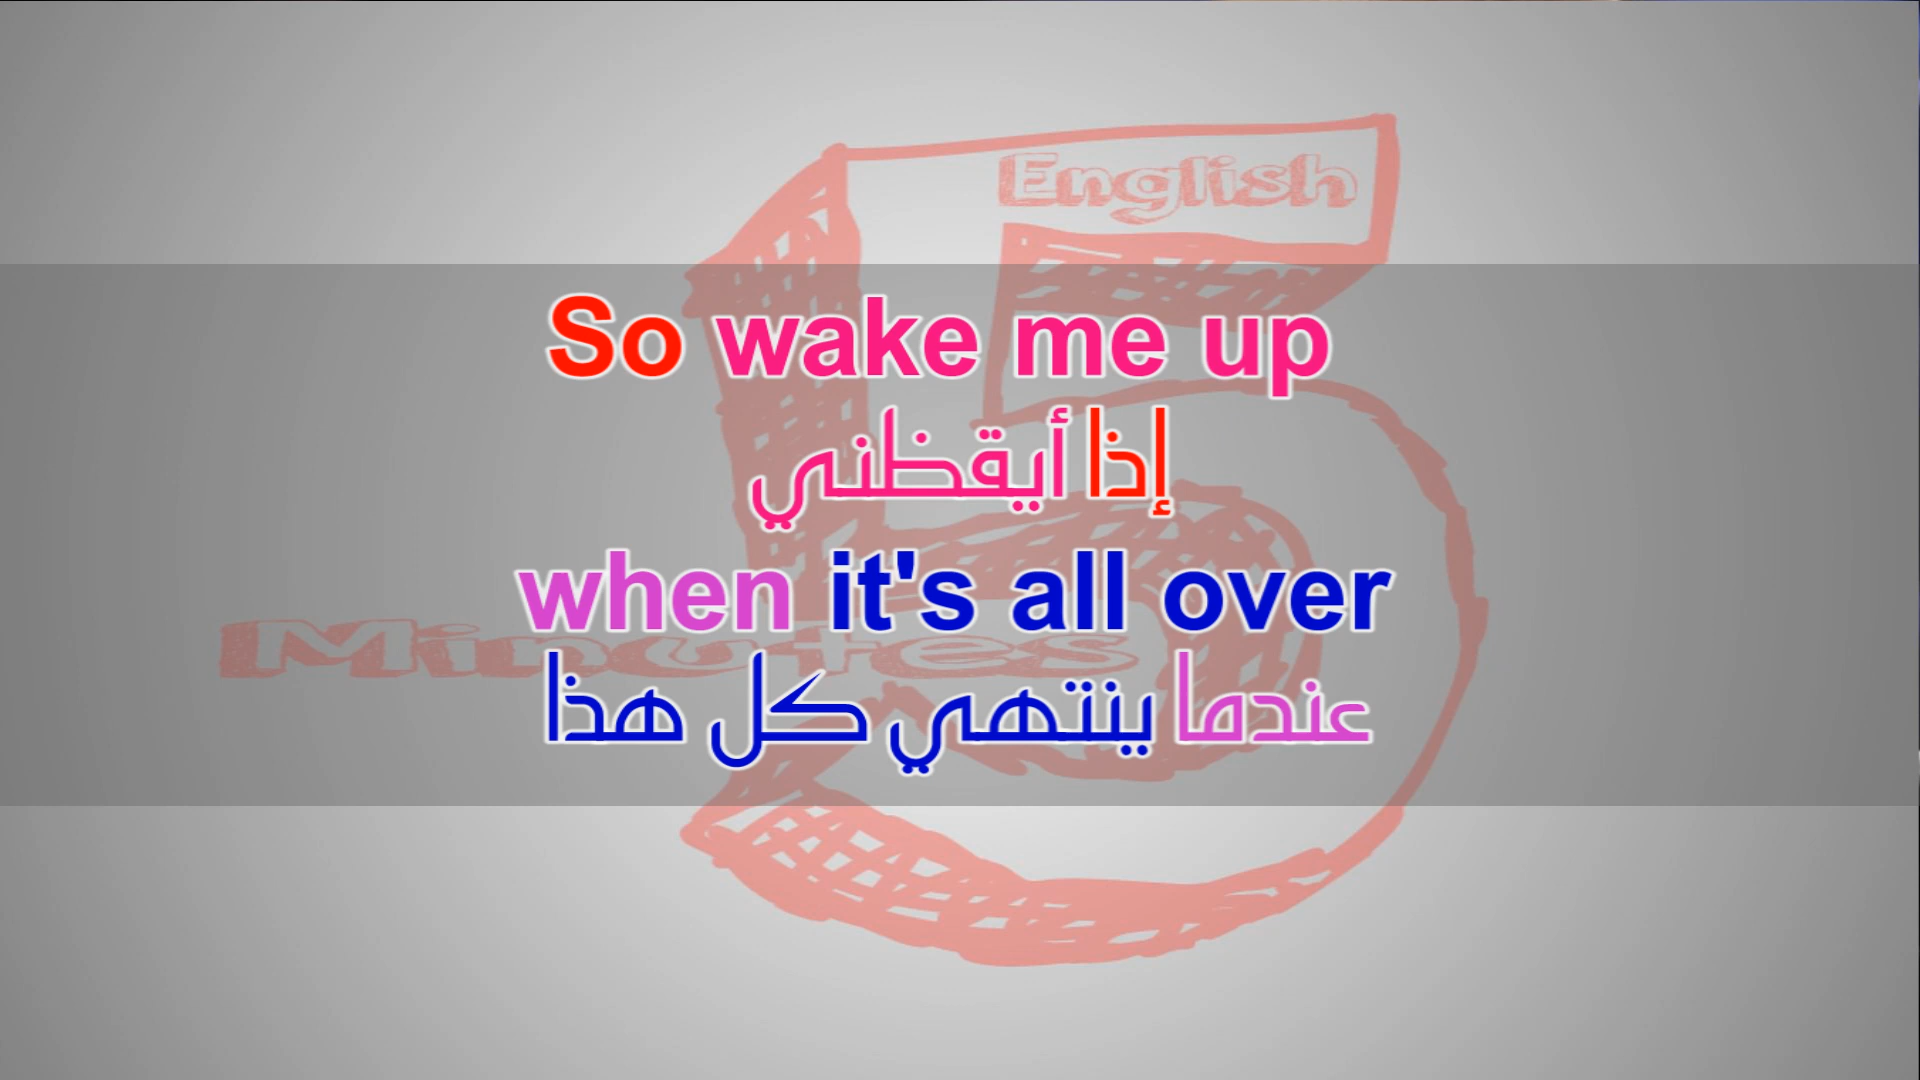 English
So wake me up
إذا أيقظني
when it's all over
Minutes
عندما ينتهي كل هذا